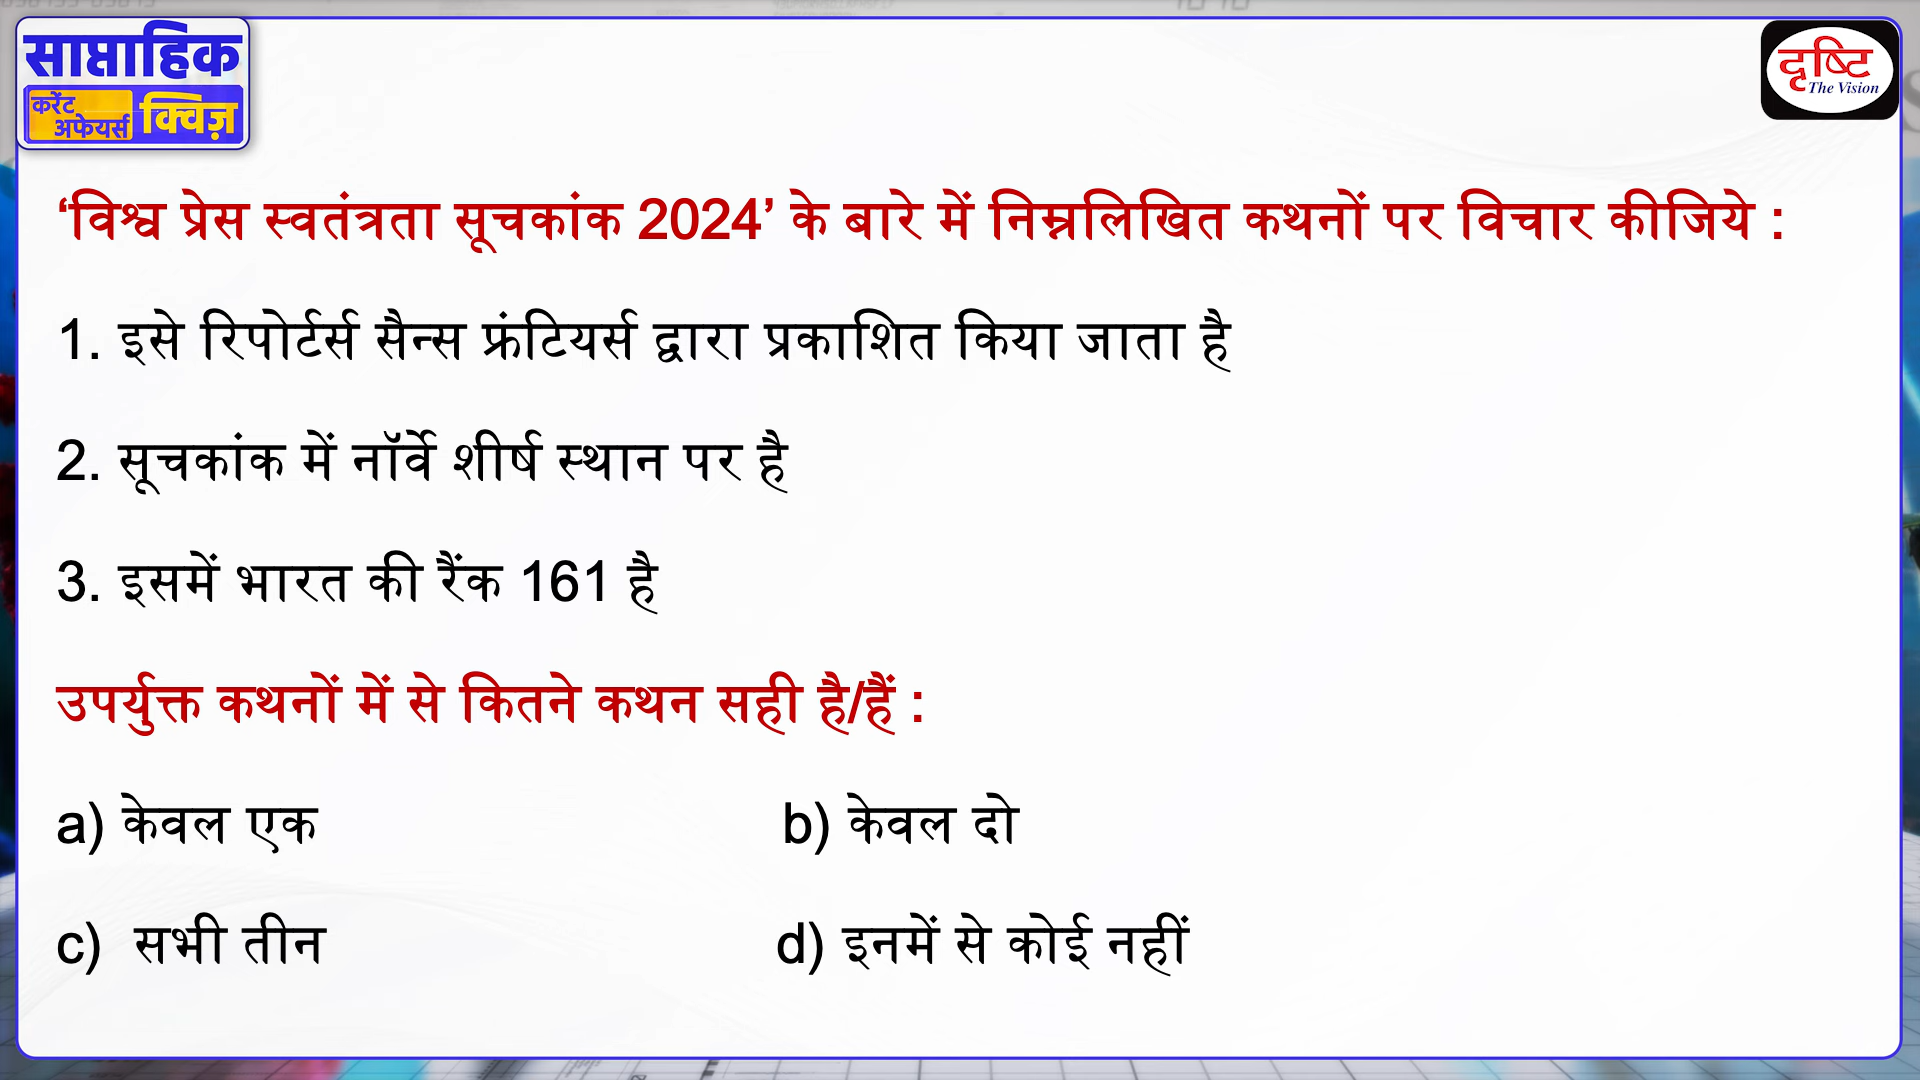 साप्ताहिक
करेंट
अफेयर्स
क्विज़
दृष्टि
The Vision
‘विश्व प्रेस स्वतंत्रता सूचकांक 2024’ के बारे में निम्नलिखित कथनों पर विचार कीजिये :
1. इसे रिपोर्टर्स सैन्स फ्रंटियर्स द्वारा प्रकाशित किया जाता है
2. सूचकांक में नॉर्वे शीर्ष स्थान पर है
3. इसमें भारत की रैंक 161 है
उपर्युक्त कथनों में से कितने कथन सही है/हैं :
a) केवल एक b) केवल दो
c) सभी तीन d) इनमें से कोई नहीं